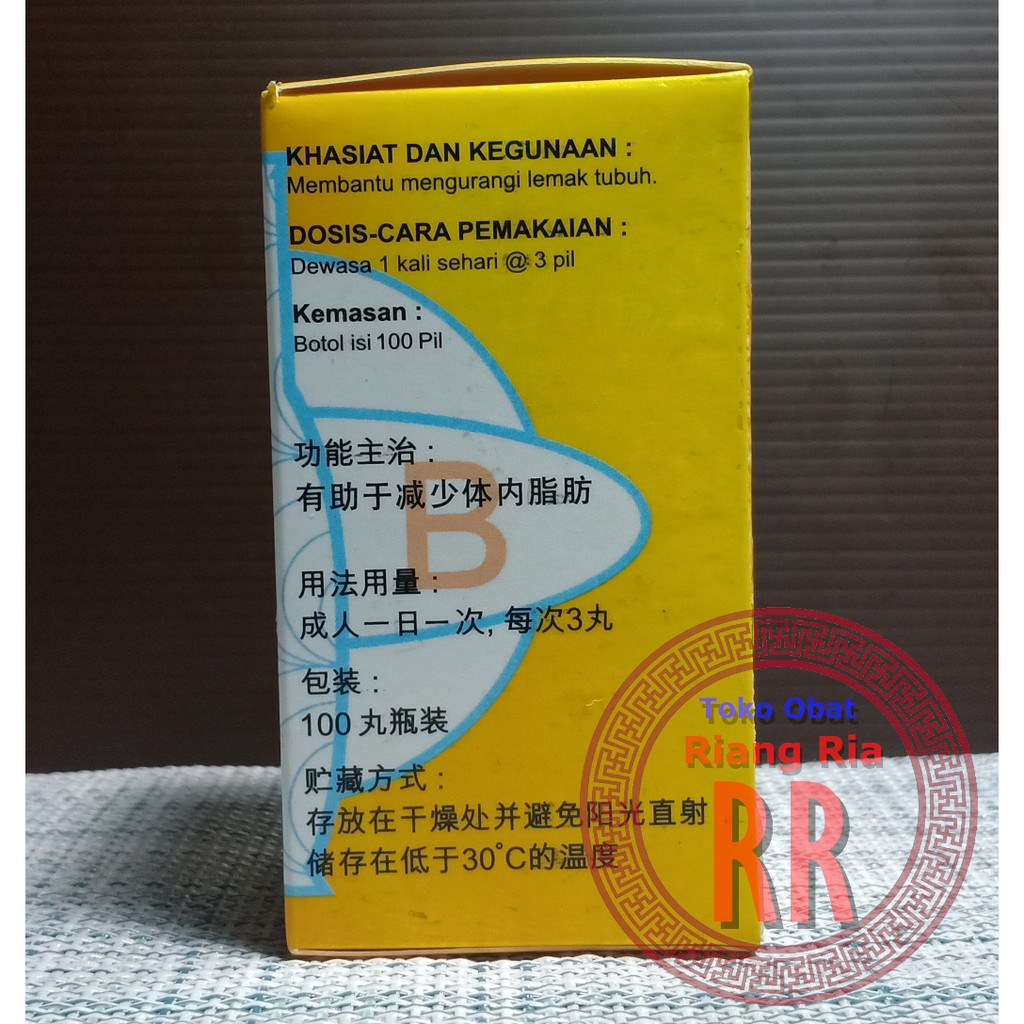 KHASIAT DAN KEGUNAAN :
Membantu mengurangi lemak tubuh.
DOSIS-CARA PEMAKAIAN :
Dewasa 1 kali sehari @ 3 pil
Kemasan :
Botol isi 100 Pil
B
功能主治 :
有助于减少体内脂肪
用法用量 :
成人一日一次, 每次3丸
包装 :
100 丸瓶装
贮藏方式 :
存放在干燥处并避免阳光直射
储存在低于30°C的温度
Toko Obat
Riang Ria
RR